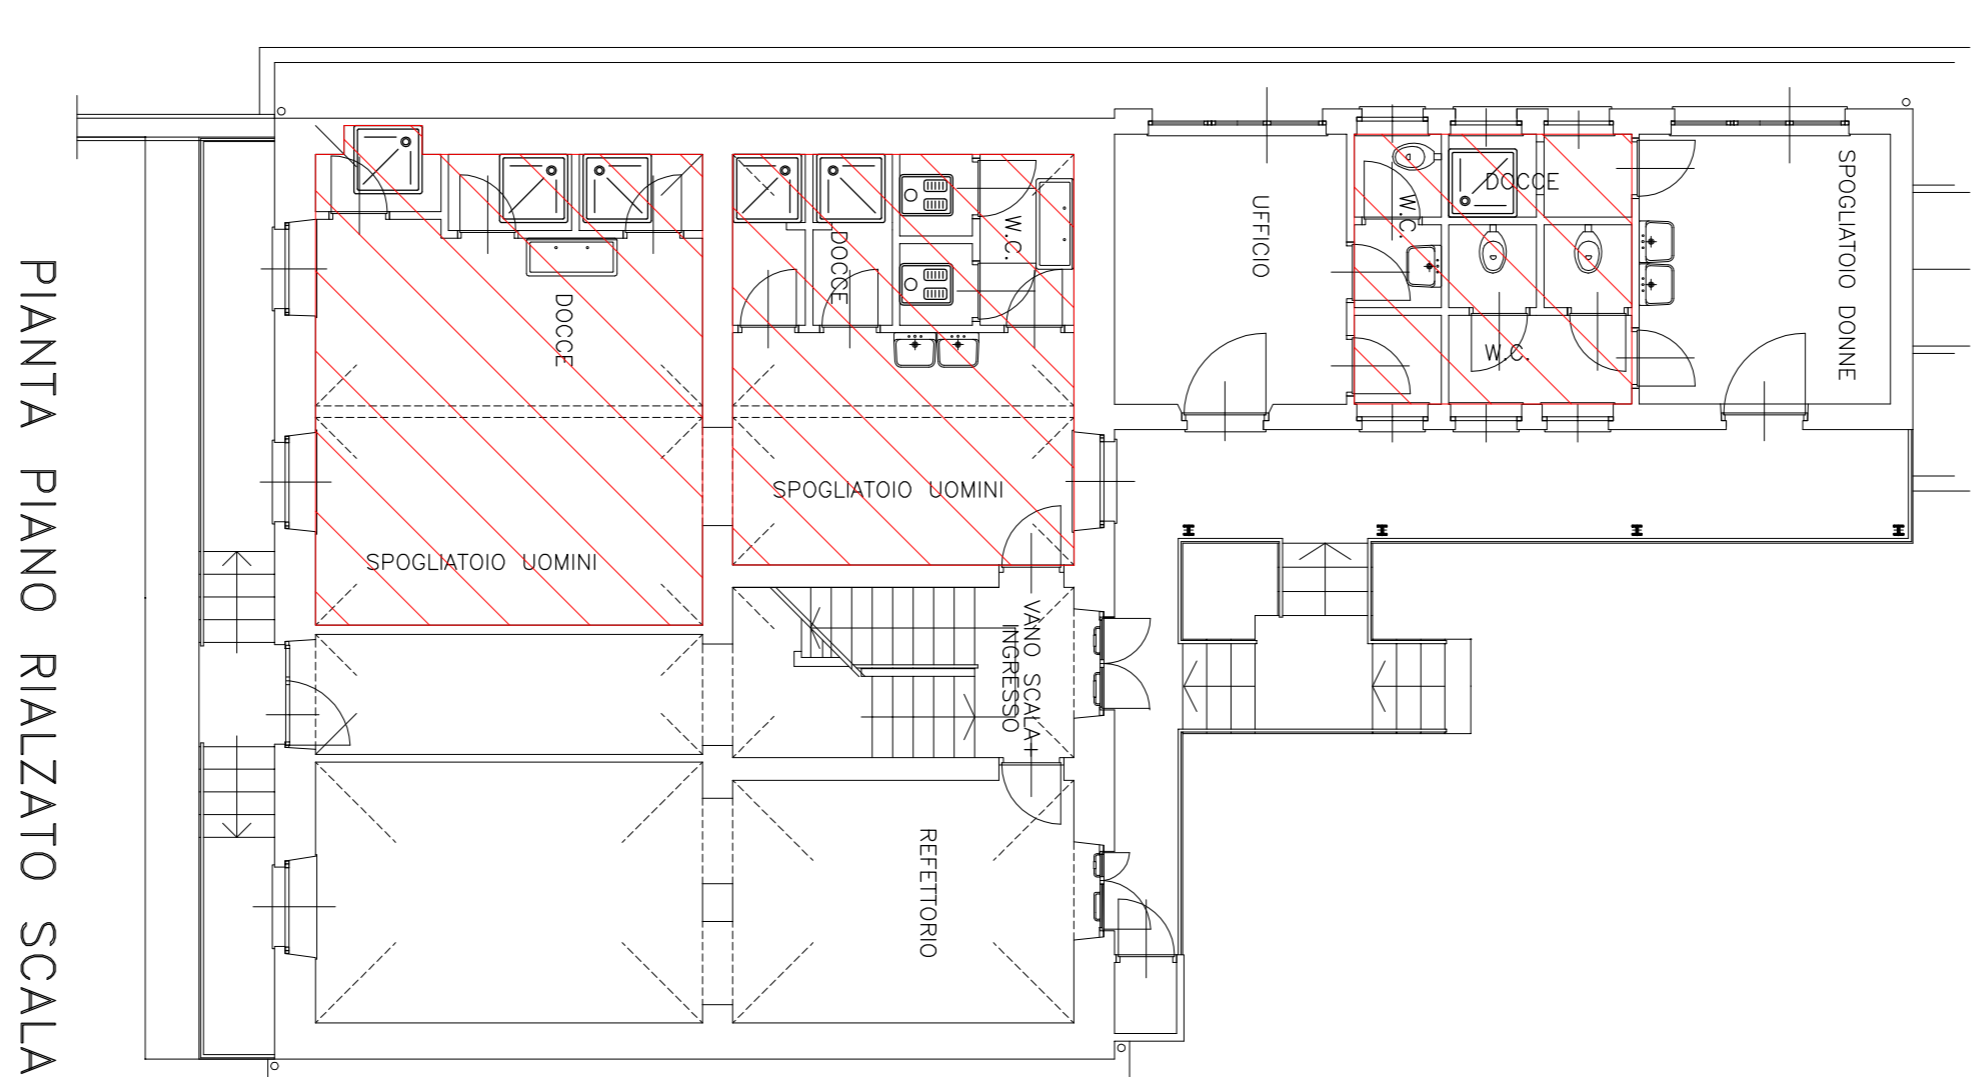 PIANTA PIANO RIALZATO SCALA
DOCCE
SPOGLIATOIO UOMINI
DOCCE
W.C.
SPOGLIATOIO UOMINI
UFFICIO
W.C.
DOCCE
W.C.
SPOGLIATOIO DONNE
VANO SCALA+
INGRESSO
REFETTORIO